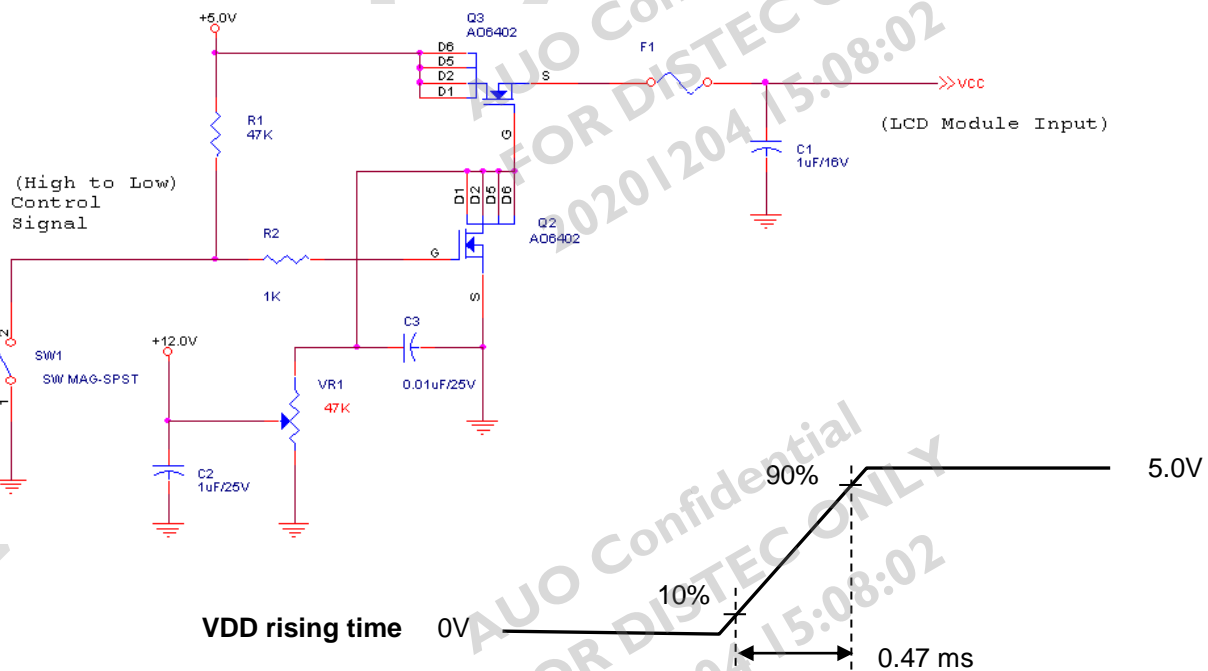 +5.0V
Q3
AO6402
D6
D5
D2
D1
S
G
F1
VCC
(LCD Module Input)
C1
1uF/16V
R1
47K
(High to Low)
Control
Signal
R2
1K
G
D1
D2
D5
D6
Q2
AO6402
S
2
SW1
SW MAG-SPST
1
+12.0V
C3
0.01uF/25V
VR1
47K
C2
1uF/25V
90%
5.0V
10%
VDD rising time 0V
0.47 ms
AUO Confidential
FOR DISTEC ONLY
20201204 15:08:02